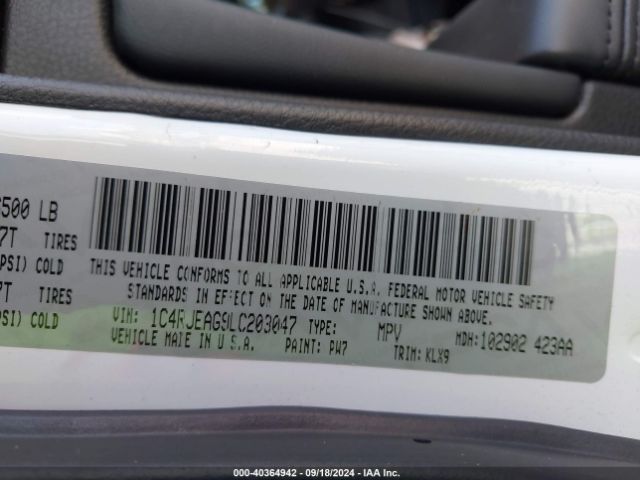 500 LB
7T TIRES
PSI) COLD
7T TIRES
PSI) COLD
THIS VEHICLE CONFORMS TO ALL APPLICABLE U.S.A. FEDERAL MOTOR VEHICLE SAFETY
STANDARDS IN EFFECT ON THE DATE OF MANUFACTURE SHOWN ABOVE.
VIN: 1C4RJEAG9LC203047 TYPE: MPV MDH: 102902 423AA
VEHICLE MADE IN U.S.A. PAINT: PW7 TRIM: KLX9
000-40364942 - 09/18/2024 - IAA Inc.